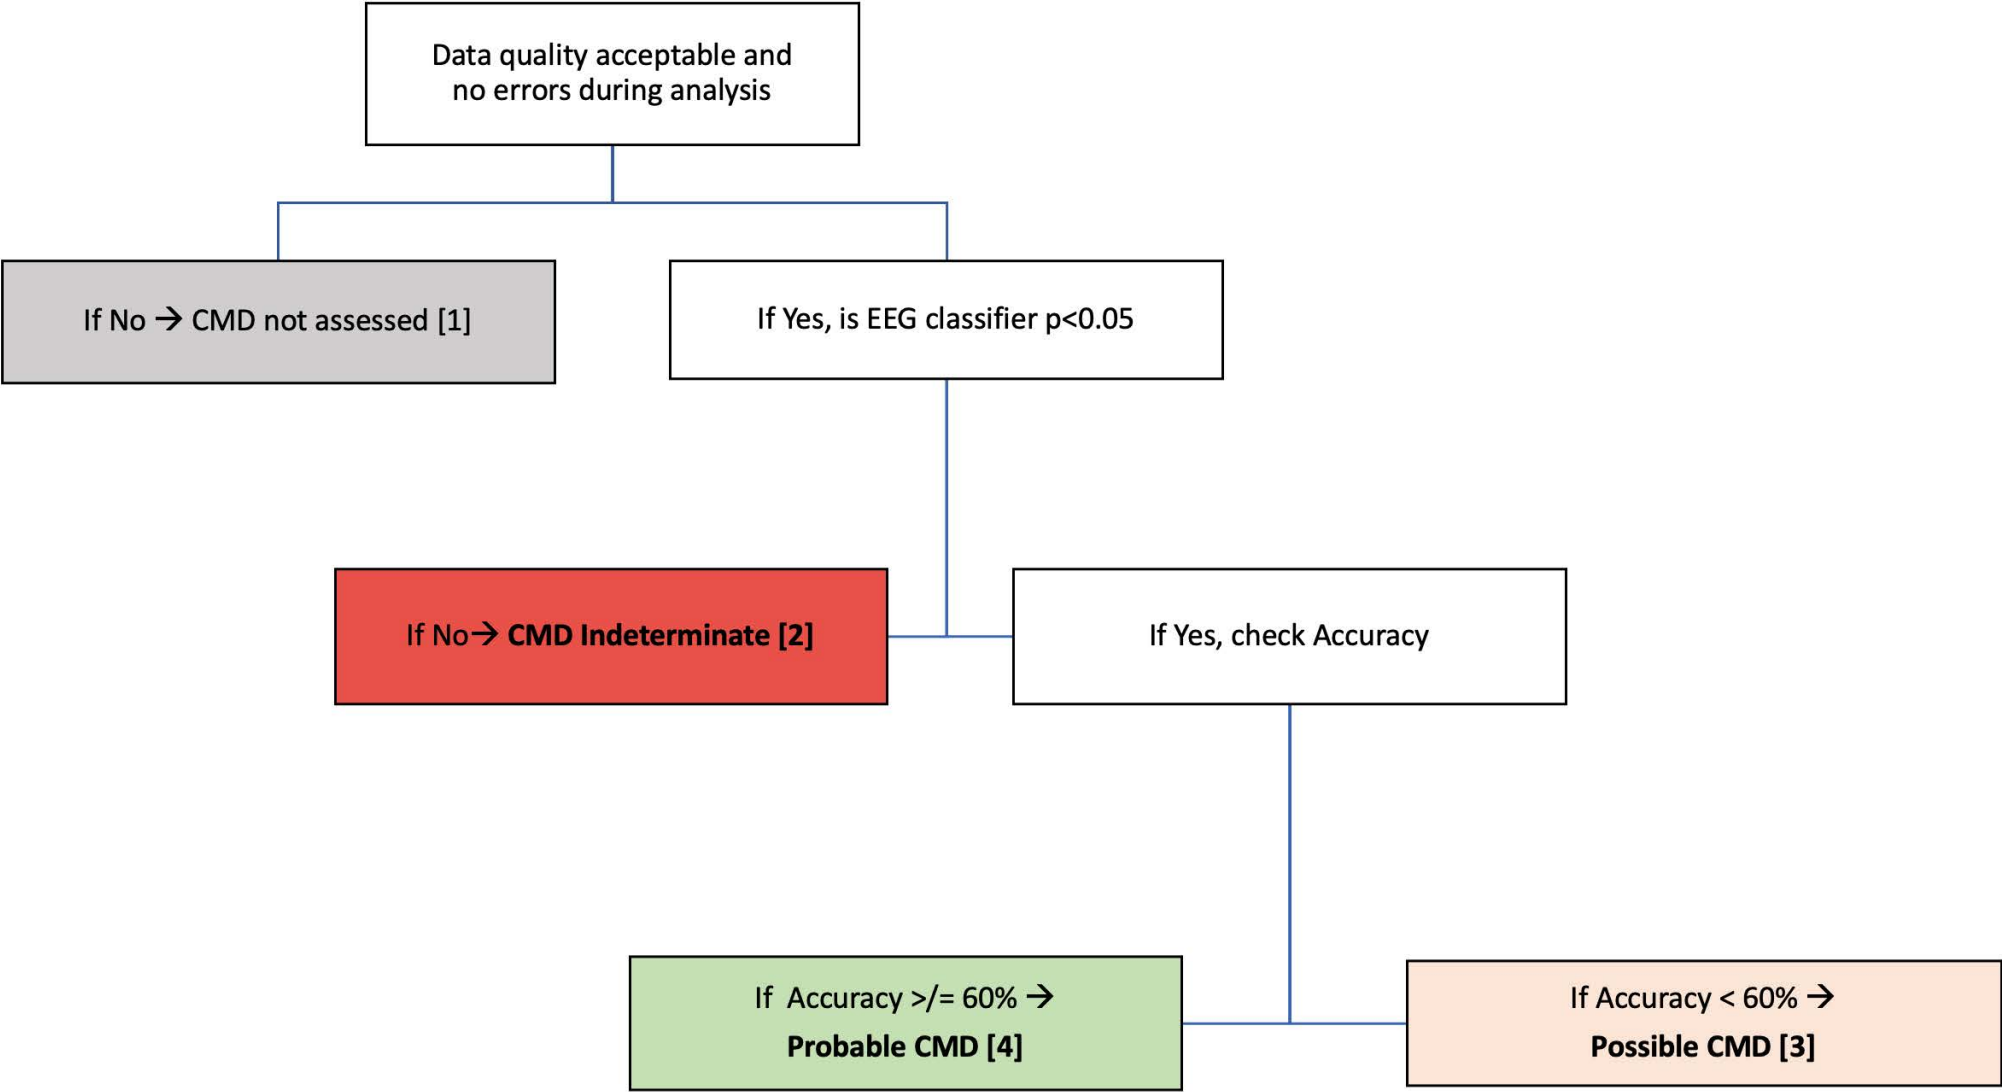 Data quality acceptable and
no errors during analysis
If No → CMD not assessed [1]
If Yes, is EEG classifier p<0.05
If No→ CMD Indeterminate [2]
If Yes, check Accuracy
If  Accuracy >/= 60% →
Probable CMD [4]
If Accuracy < 60% →
Possible CMD [3]